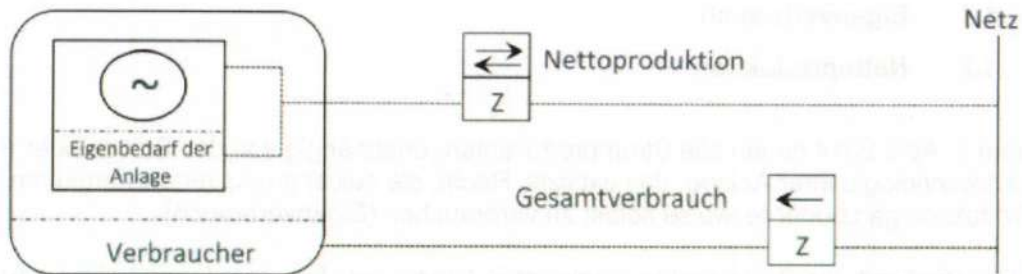 Netz
Nettoproduktion
Z
~
Eigenbedarf der
Anlage
Gesamtverbrauch
Z
Verbraucher